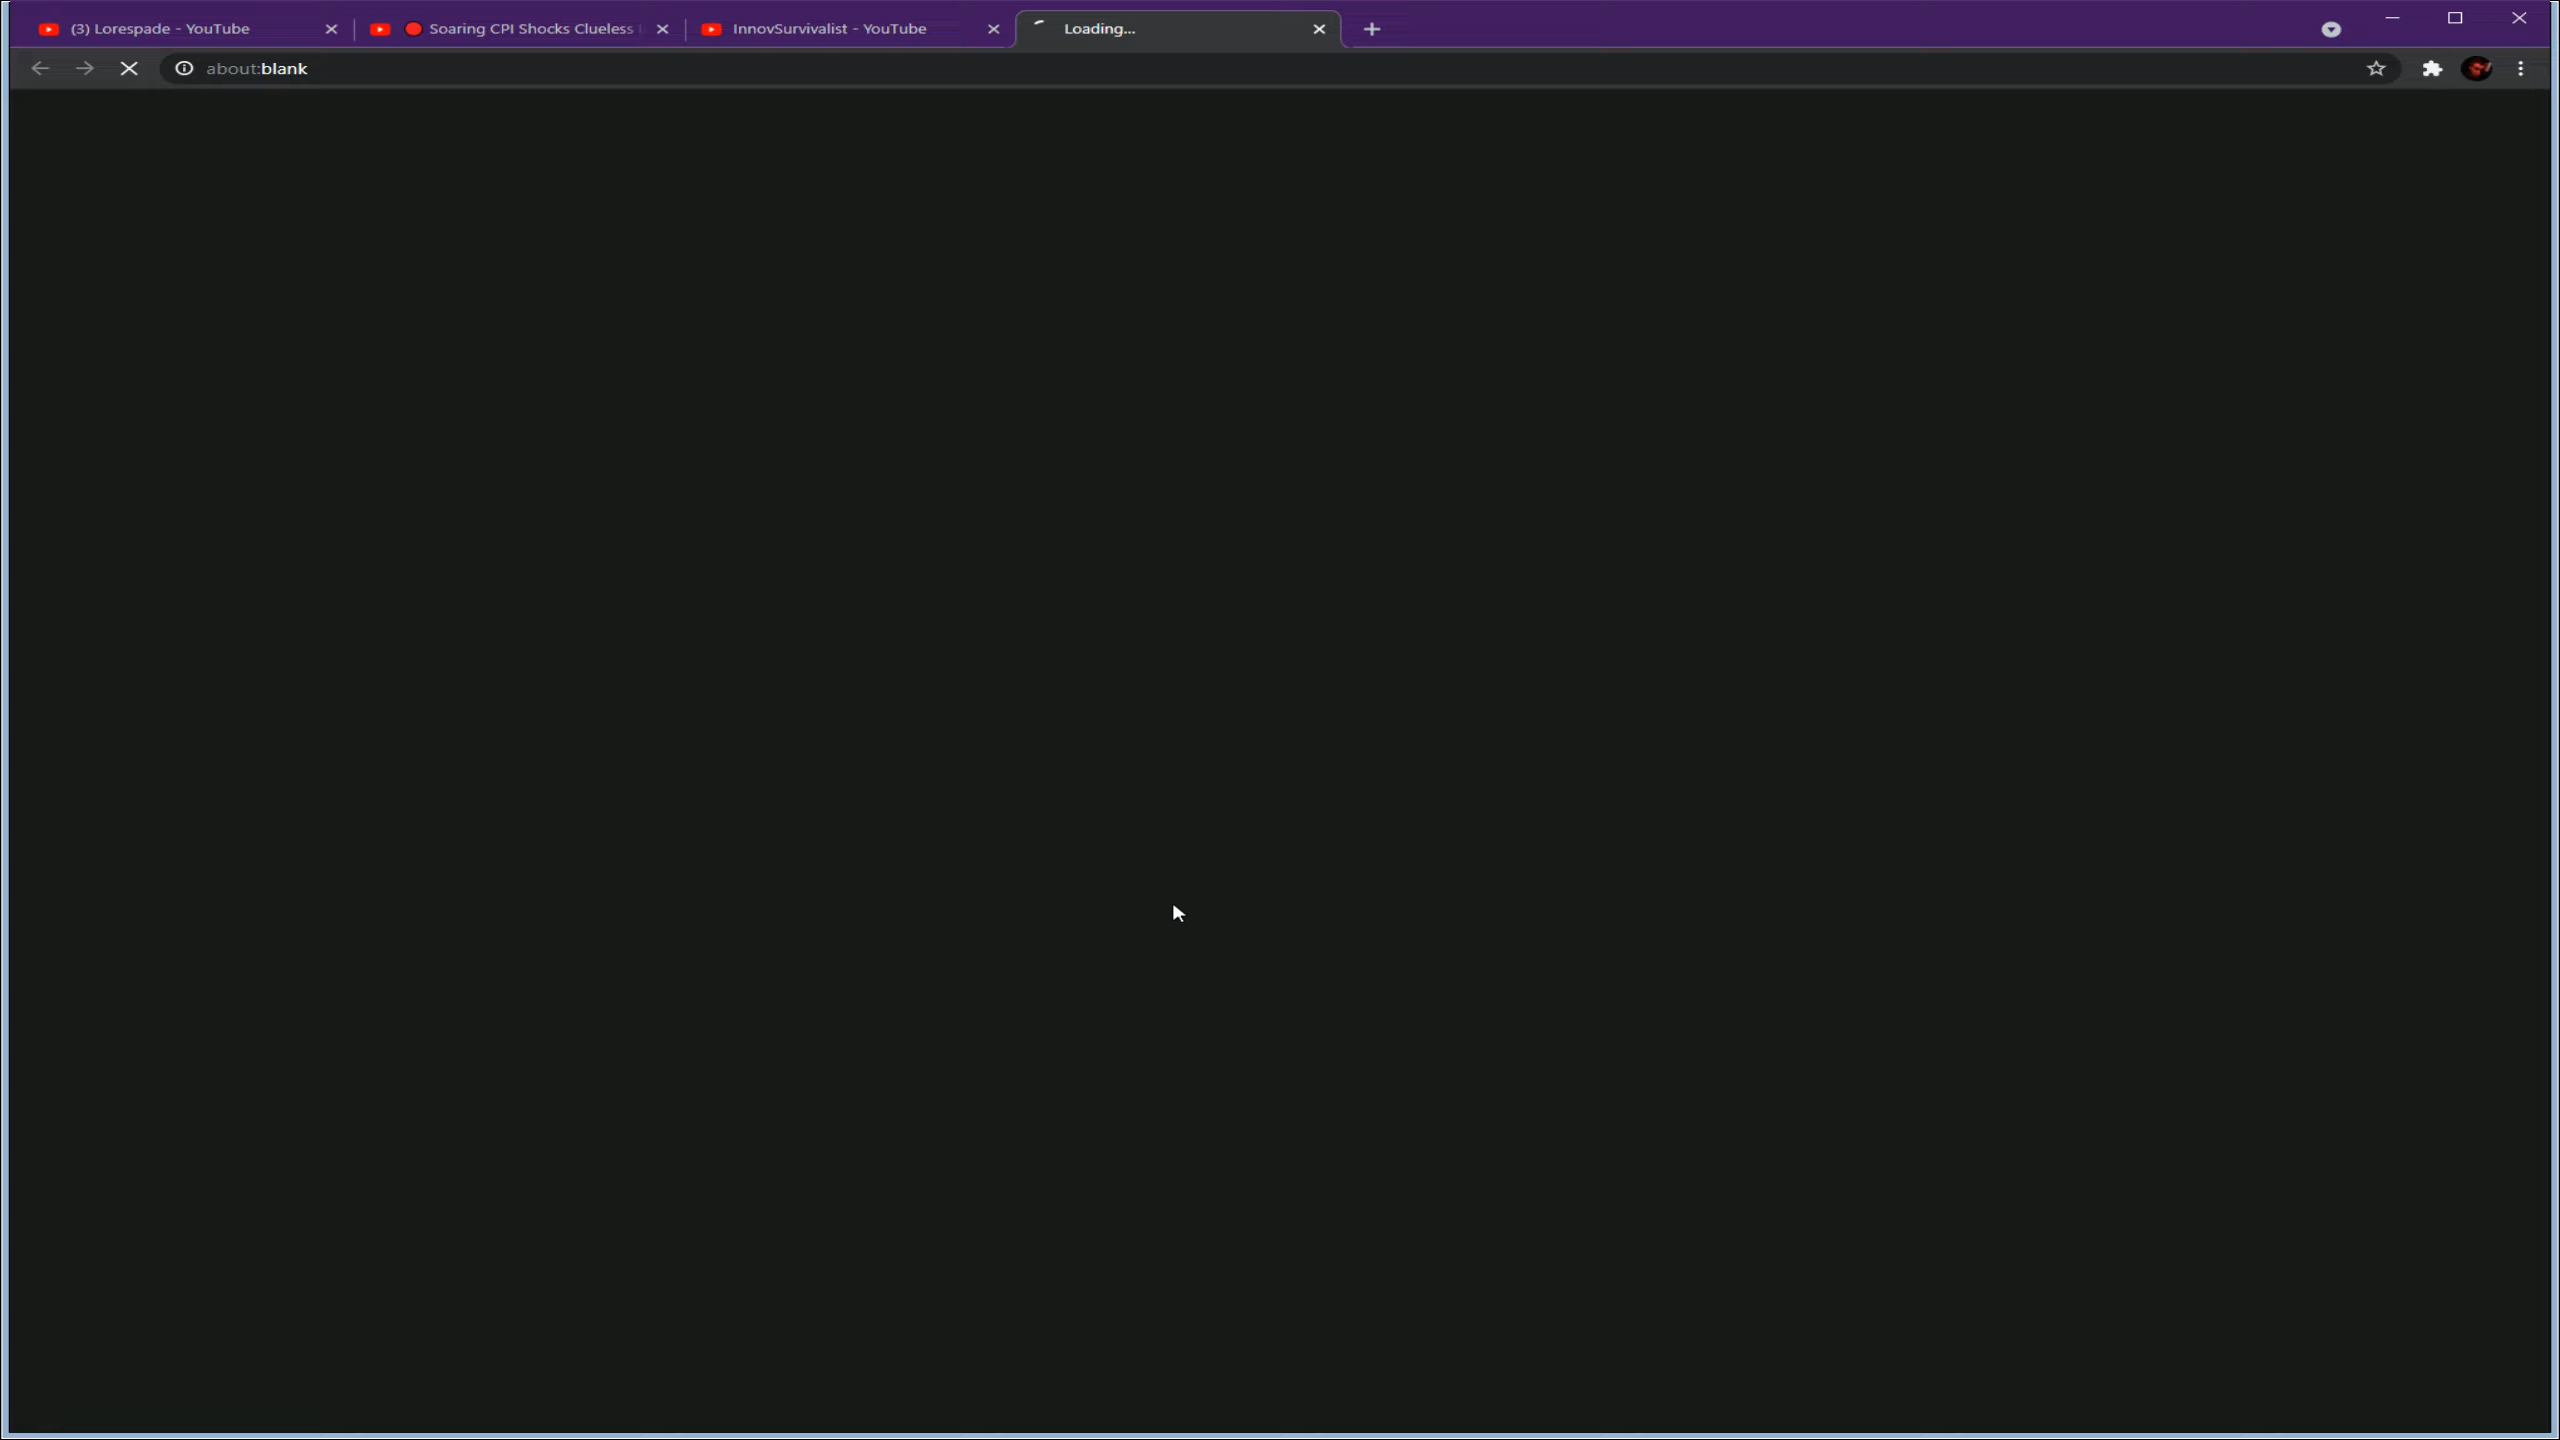 (3) Lorespade - YouTube
Soaring CPI Shocks Clueless
InnovSurvivalist - YouTube
Loading...
about:blank